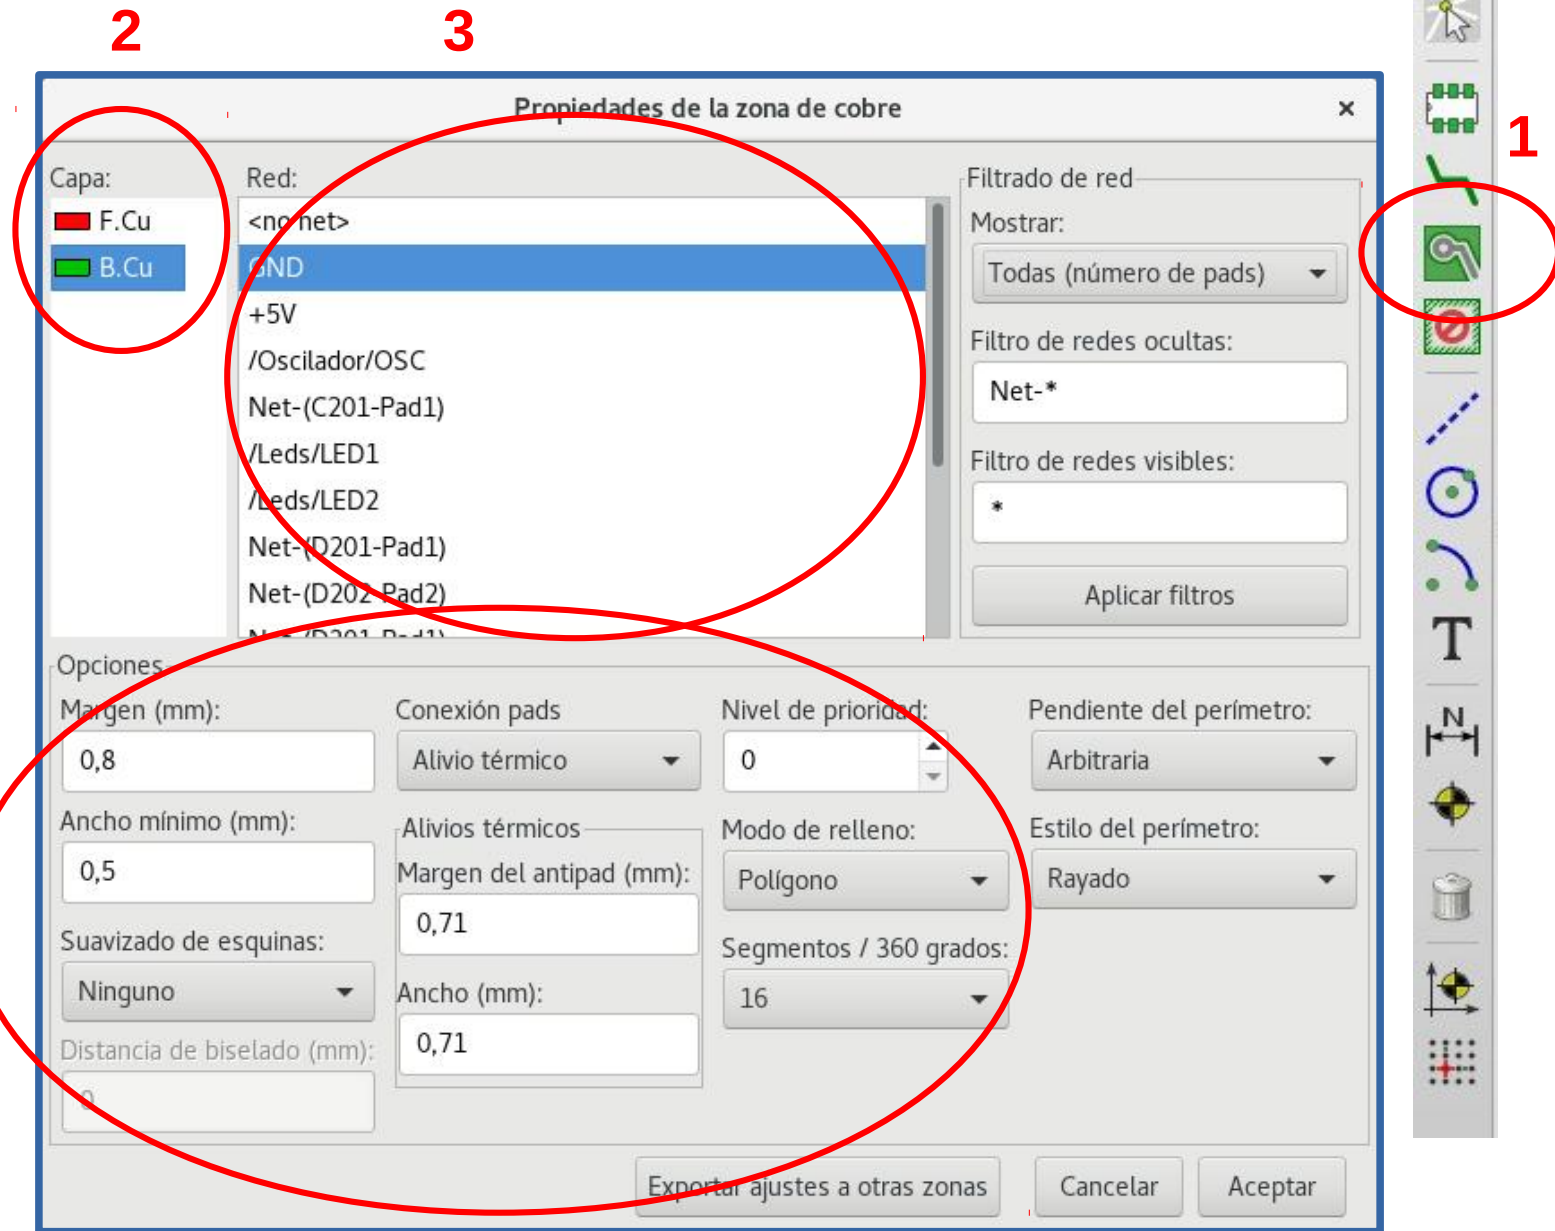 2
3
1
Propiedades de la zona de cobre
Capa:
F.Cu
B.Cu
Red:
<no net>
GND
+5V
/Oscilador/OSC
Net-(C201-Pad1)
/Leds/LED1
/Leds/LED2
Net-(D201-Pad1)
Net-(D202-Pad2)
Filtrado de red
Mostrar:
Todas (número de pads)
Filtro de redes ocultas:
Net-*
Filtro de redes visibles:
*
Aplicar filtros
Opciones
Margen (mm):
0,8
Ancho mínimo (mm):
0,5
Suavizado de esquinas:
Ninguno
Distancia de biselado (mm):
0
Conexión pads
Alivio térmico
Alivios térmicos
Margen del antipad (mm):
0,71
Ancho (mm):
0,71
Nivel de prioridad:
0
Modo de relleno:
Polígono
Segmentos / 360 grados:
16
Pendiente del perímetro:
Arbitraria
Estilo del perímetro:
Rayado
Exportar ajustes a otras zonas
Cancelar
Aceptar
T
N